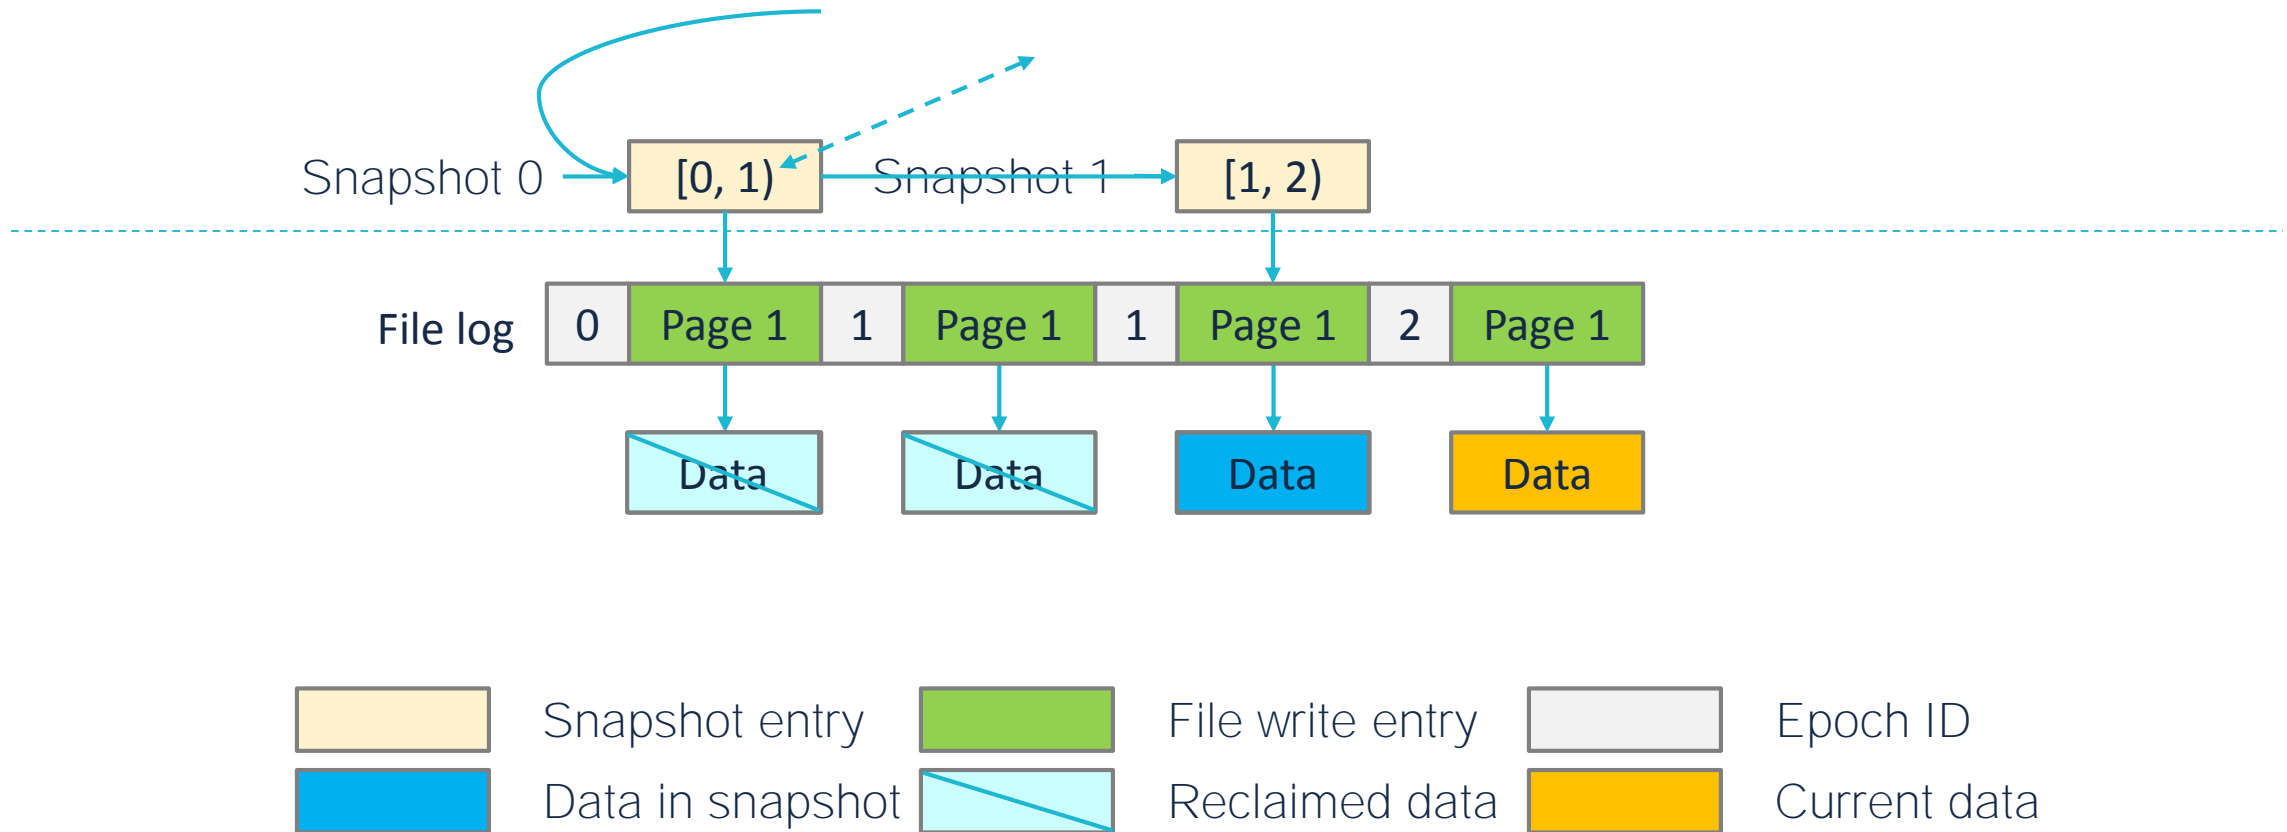 Snapshot 0 [0, 1) Snapshot 1 [1, 2)
File log 0 Page 1 1 Page 1 1 Page 1 2 Page 1
Data Data Data Data
Snapshot entry File write entry Epoch ID
Data in snapshot Reclaimed data Current data